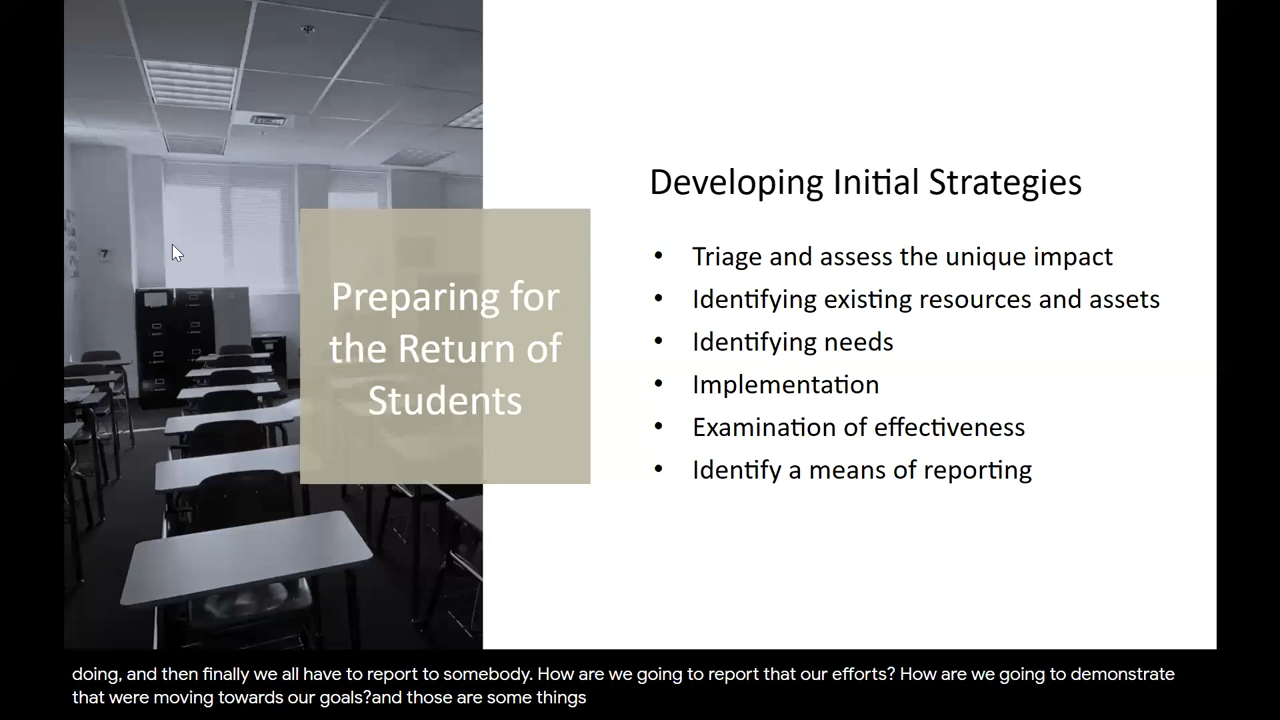 Preparing for
the Return of
Students
Developing Initial Strategies
• Triage and assess the unique impact
• Identifying existing resources and assets
• Identifying needs
• Implementation
• Examination of effectiveness
• Identify a means of reporting
7
doing, and then finally we all have to report to somebody. How are we going to report that our efforts? How are we going to demonstrate
that were moving towards our goals?and those are some things